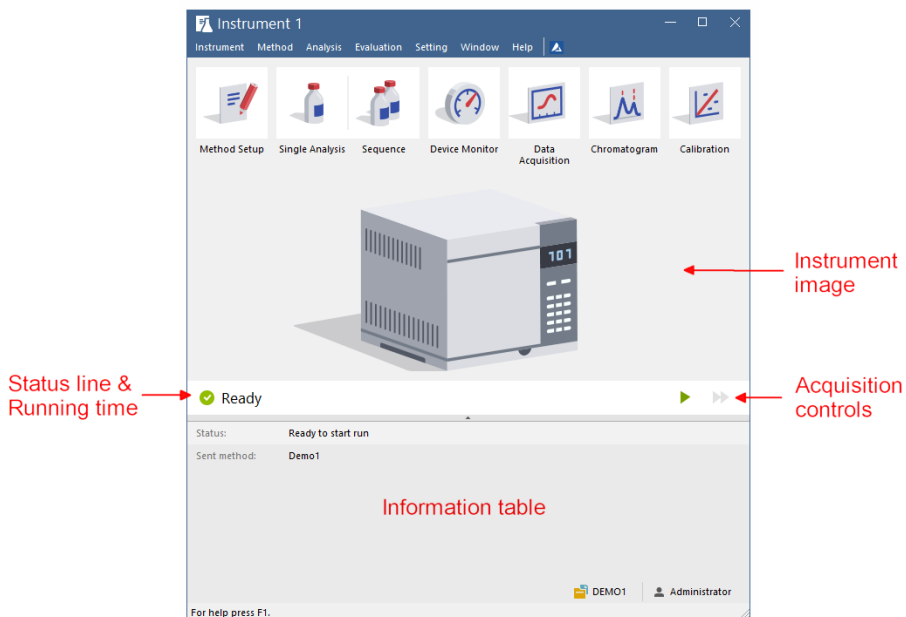 Instrument 1
Instrument Method Analysis Evaluation Setting Window Help
Method Setup Single Analysis Sequence Device Monitor Data Acquisition Chromatogram Calibration
101
Instrument
image
Status line &
Running time
Ready
Acquisition
controls
Status: Ready to start run
Sent method: Demo1
Information table
DEMO1 Administrator
For help press F1.